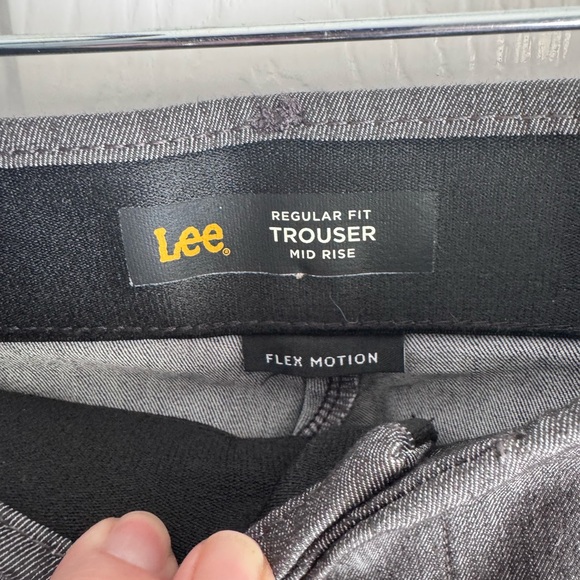 Lee®
REGULAR FIT
TROUSER
MID RISE
FLEX MOTION